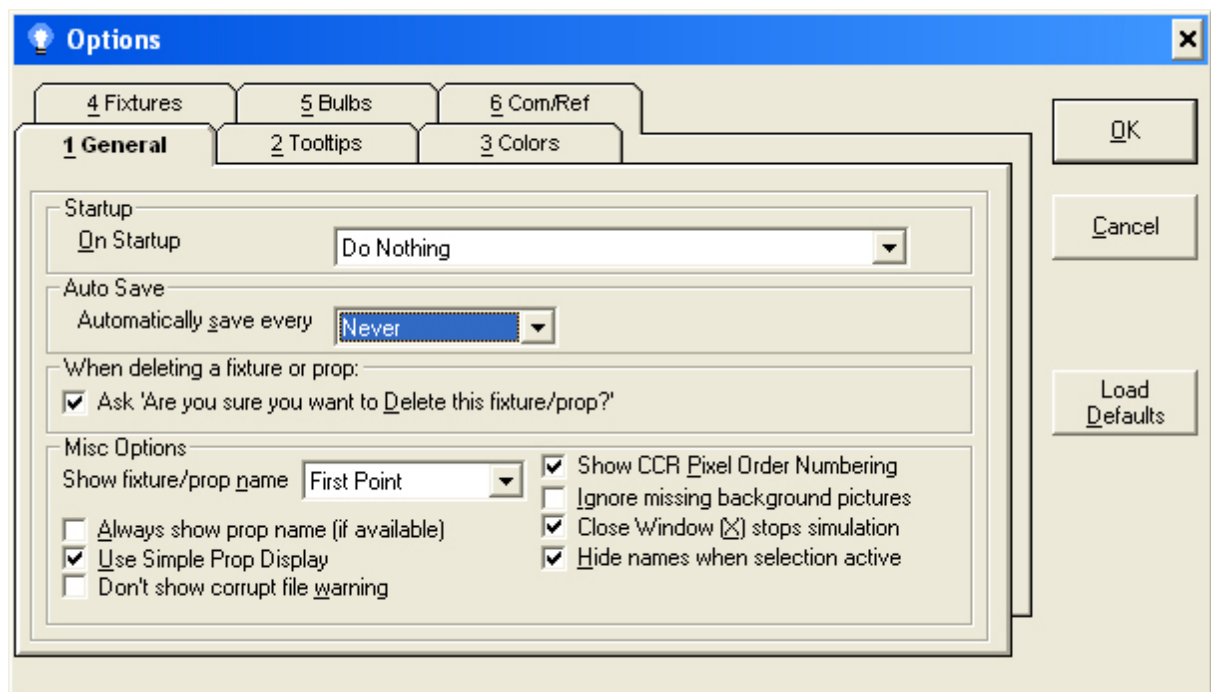 Options
4 Fixtures
5 Bulbs
6 Com/Ref
1 General
2 Tooltips
3 Colors
OK
Cancel
Load
Defaults
Startup
On Startup
Do Nothing
Auto Save
Automatically save every
Never
When deleting a fixture or prop:
Ask 'Are you sure you want to Delete this fixture/prop?'
Misc Options
Show fixture/prop name
First Point
Always show prop name (if available)
Use Simple Prop Display
Don't show corrupt file warning
Show CCR Pixel Order Numbering
Ignore missing background pictures
Close Window (X) stops simulation
Hide names when selection active